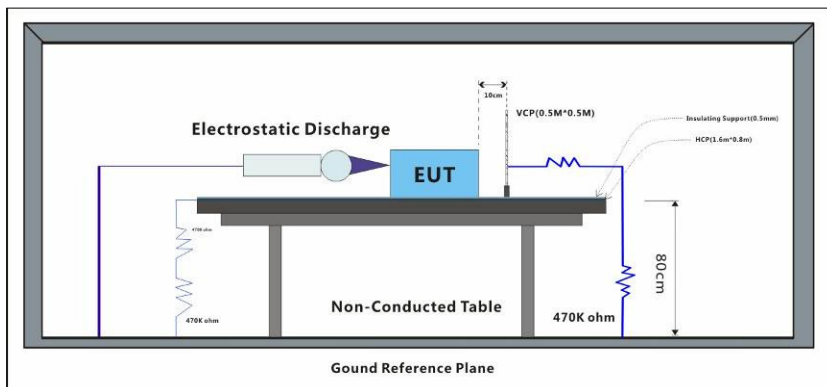 10cm
VCP(0.5M*0.5M)
Insulating Support(0.5mm)
Electrostatic Discharge
HCP(1.6m*0.8m)
EUT
470K ohm
80cm
Non-Conducted Table
470K ohm
470K ohm
Gound Reference Plane